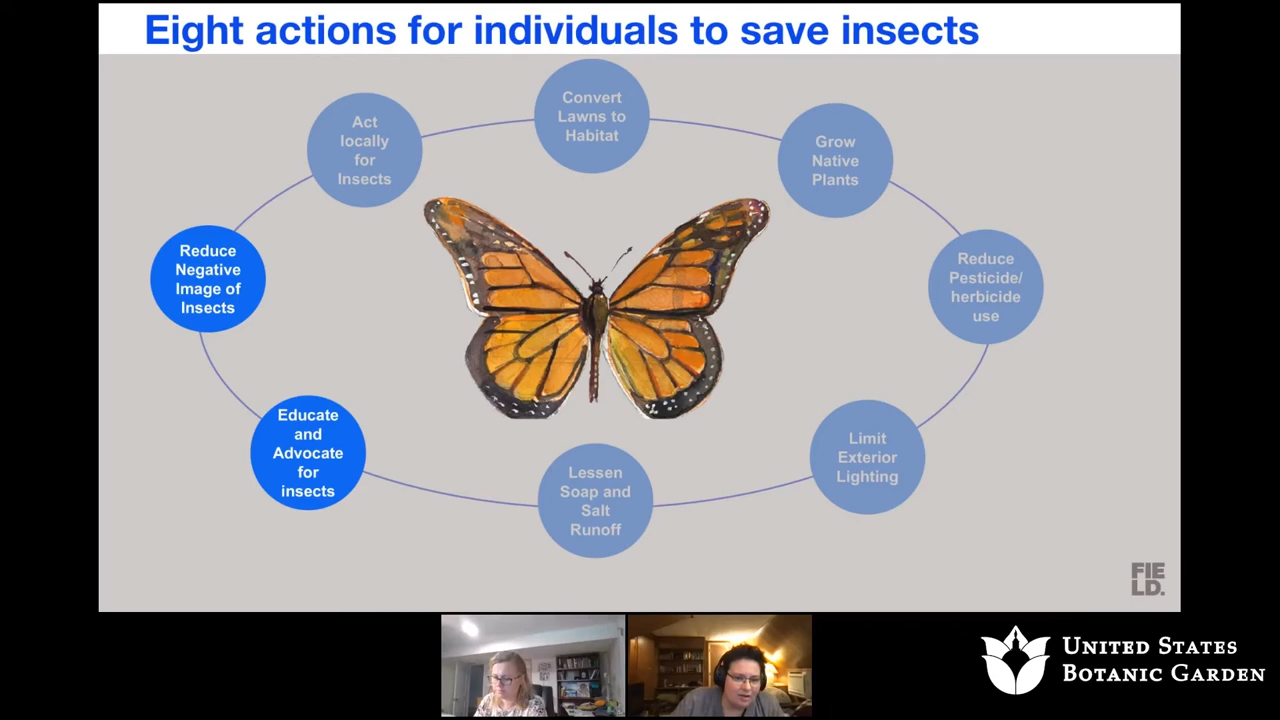 Eight actions for individuals to save insects
Convert
Lawns to
Habitat
Grow
Native
Plants
Reduce
Pesticide/
herbicide
use
Limit
Exterior
Lighting
Lessen
Soap and
Salt
Runoff
Educate
and
Advocate
for
insects
Reduce
Negative
Image of
Insects
Act
locally
for
Insects
FIE
LD.
UNITED STATES
BOTANIC GARDEN